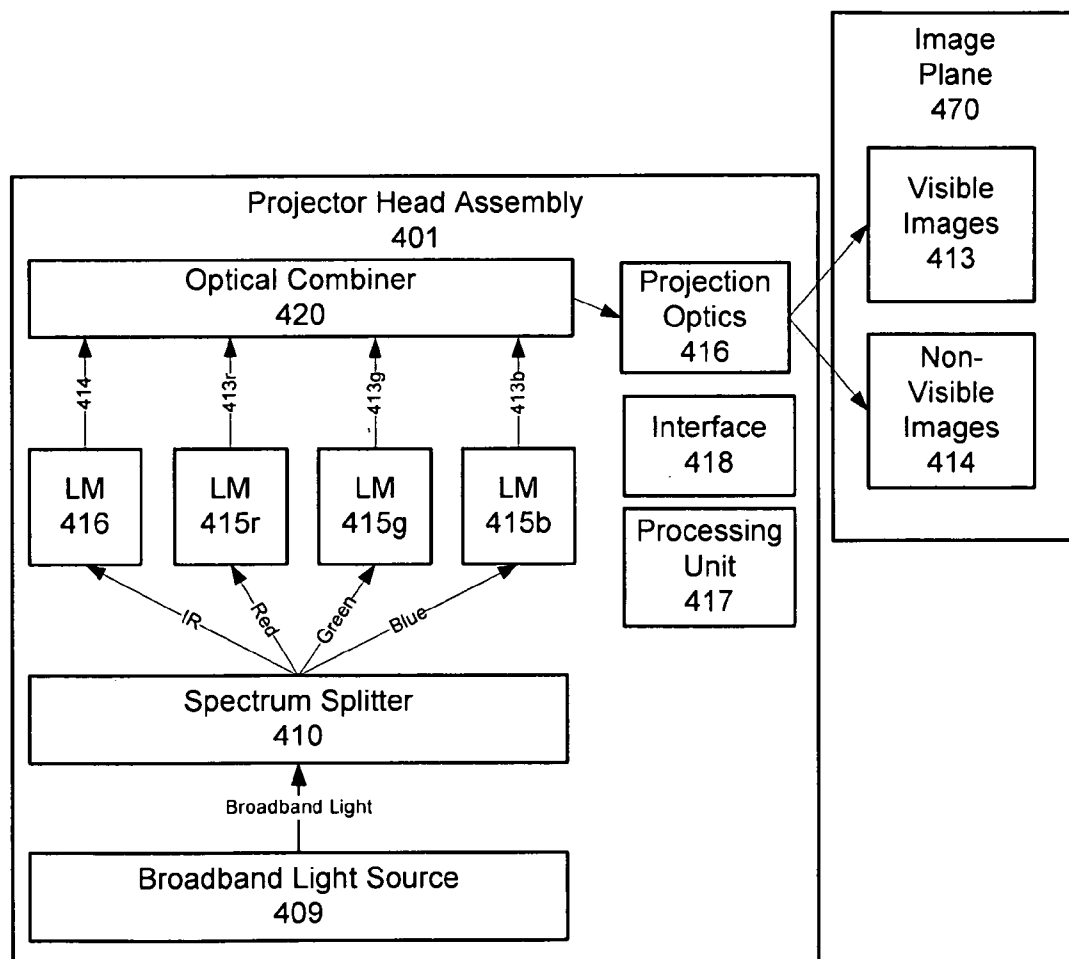 Image
Plane
470
Visible
Images
413
Non-
Visible
Images
414
Projector Head Assembly
401
Optical Combiner
420
Projection
Optics
416
414
413r
413g
413b
Interface
418
LM
416
LM
415r
LM
415g
LM
415b
Processing
Unit
417
IR
Red
Green
Blue
Spectrum Splitter
410
Broadband Light
Broadband Light Source
409